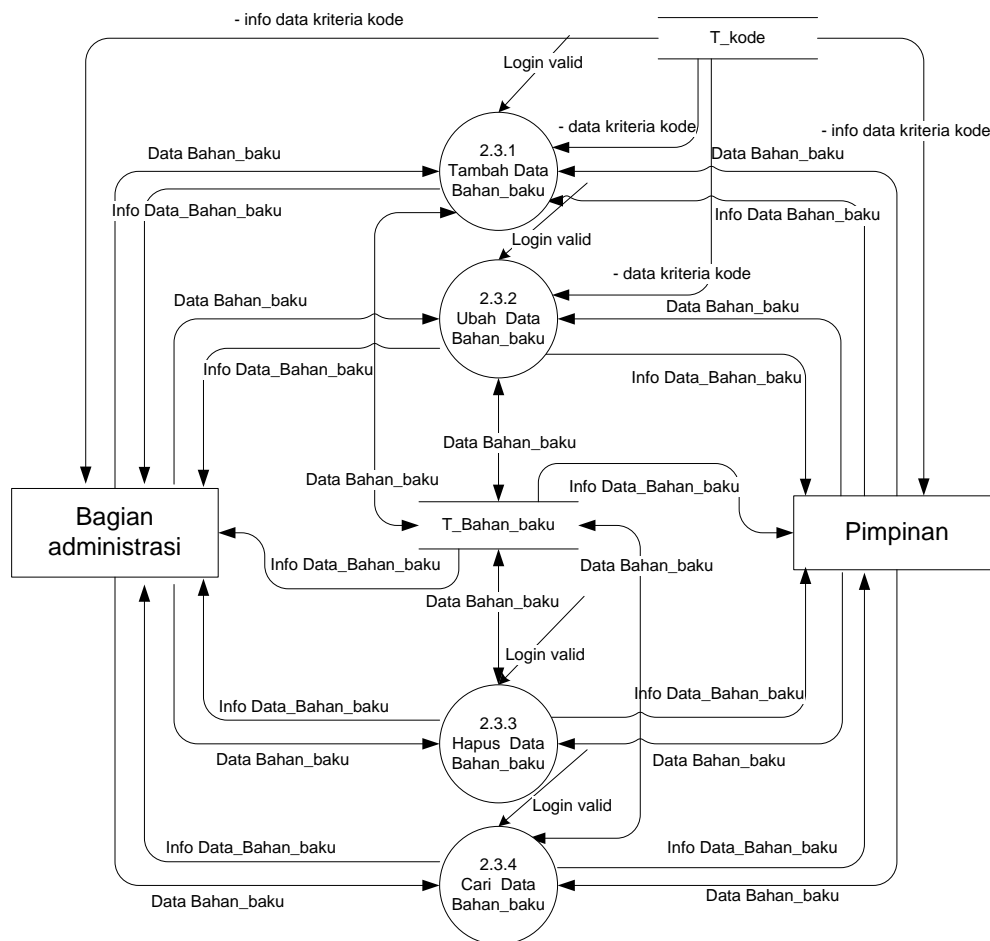 - info data kriteria kode
T_kode
Login valid
- data kriteria kode
- info data kriteria kode
2.3.1
Tambah Data
Bahan_baku
Data Bahan_baku
Data Bahan_baku
Info Data_Bahan_baku
Info Data Bahan_baku
Login valid
- data kriteria kode
2.3.2
Ubah Data
Bahan_baku
Data Bahan_baku
Data Bahan_baku
Info Data_Bahan_baku
Info Data_Bahan_baku
Data Bahan_baku
Data Bahan_baku
Info Data_Bahan_baku
Bagian
administrasi
T_Bahan_baku
Pimpinan
Info Data_Bahan_baku
Data Bahan_baku
Data Bahan_baku
Login valid
Info Data_Bahan_baku
Info Data_Bahan_baku
2.3.3
Hapus Data
Bahan_baku
Data Bahan_baku
Data Bahan_baku
Login valid
Info Data_Bahan_baku
Info Data_Bahan_baku
2.3.4
Cari Data
Bahan_baku
Data Bahan_baku
Data Bahan_baku